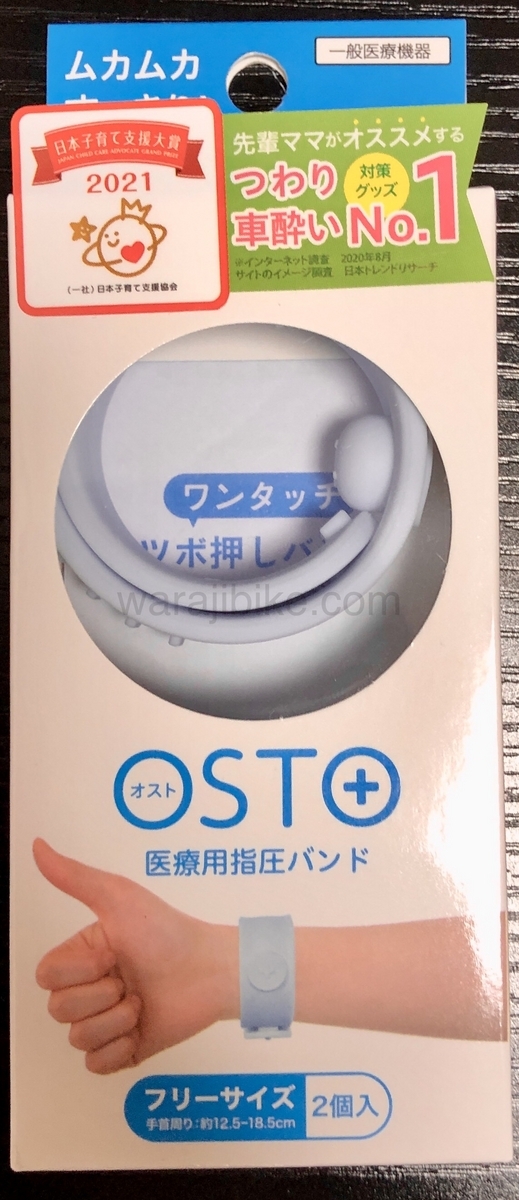 ムカムカ
一般医療機器
日本子育て支援大賞
JAPAN CHILD CARE ADVOCATE GRAND PRIZE
2021
(一社)日本子育て支援協会
先輩ママがオススメする
つわり
車酔い
対策
グッズ
No.1
※インターネット調査 2020年8月
サイトのイメージ調査 日本トレンドリサーチ
ワンタッチ
ツボ押しバ
warajibike.com
オスト
OSTO
医療用指圧バンド
フリーサイズ
手首周り:約12.5-18.5cm
2個入